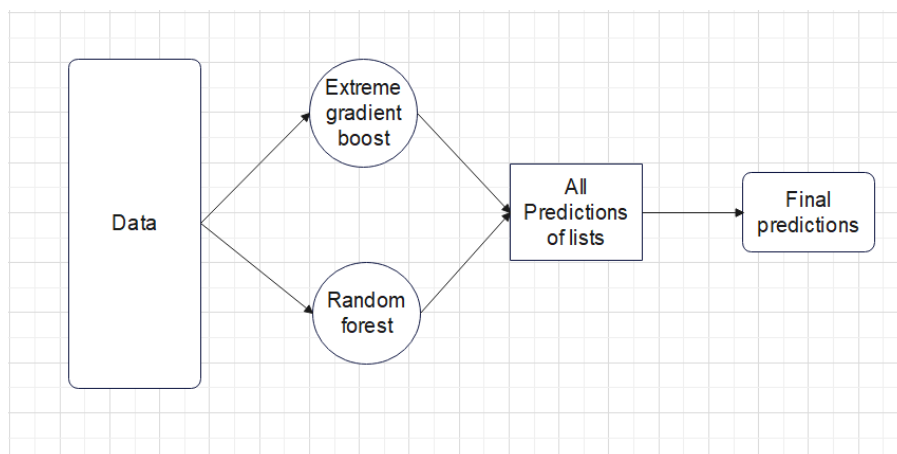 Data
Extreme
gradient
boost
Random
forest
All
Predictions
of lists
Final
predictions